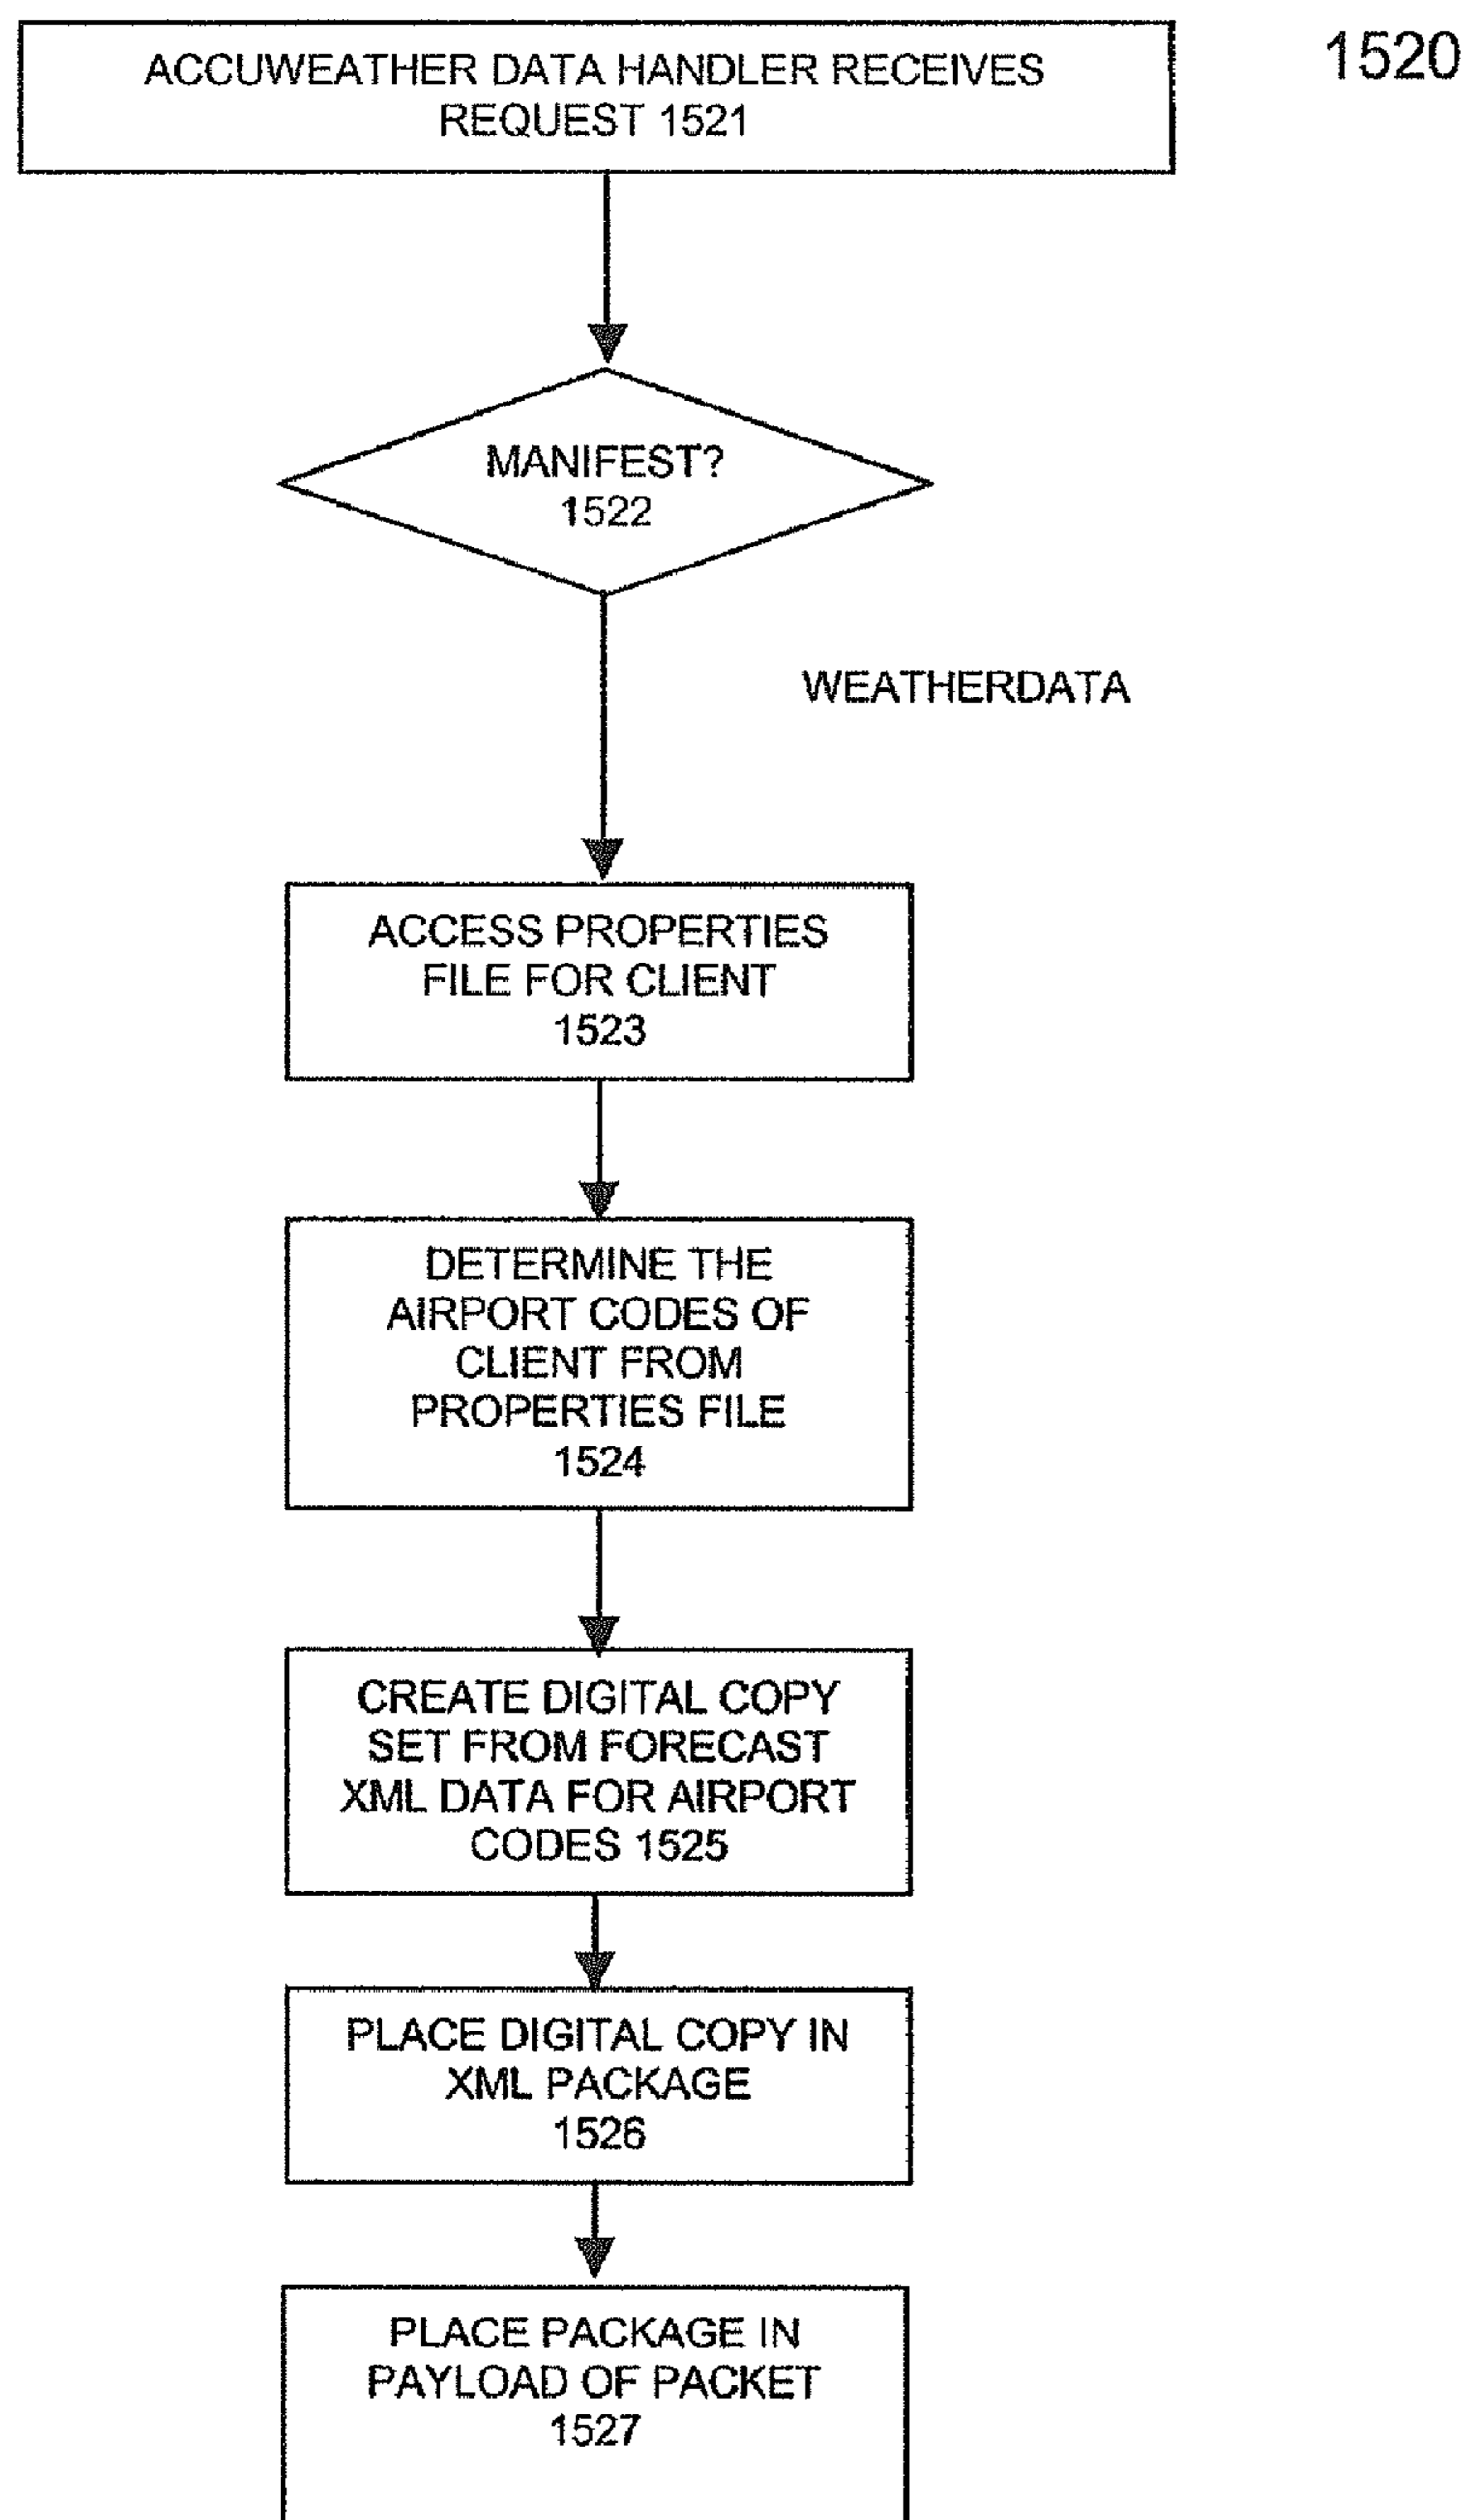 ACCUWEATHER DATA HANDLER RECEIVES
REQUEST 1521
1520
MANIFEST?
1522
WEATHERDATA
ACCESS PROPERTIES
FILE FOR CLIENT
1523
DETERMINE THE
AIRPORT CODES OF
CLIENT FROM
PROPERTIES FILE
1524
CREATE DIGITAL COPY
SET FROM FORECAST
XML DATA FOR AIRPORT
CODES 1525
PLACE DIGITAL COPY IN
XML PACKAGE
1526
PLACE PACKAGE IN
PAYLOAD OF PACKET
1527